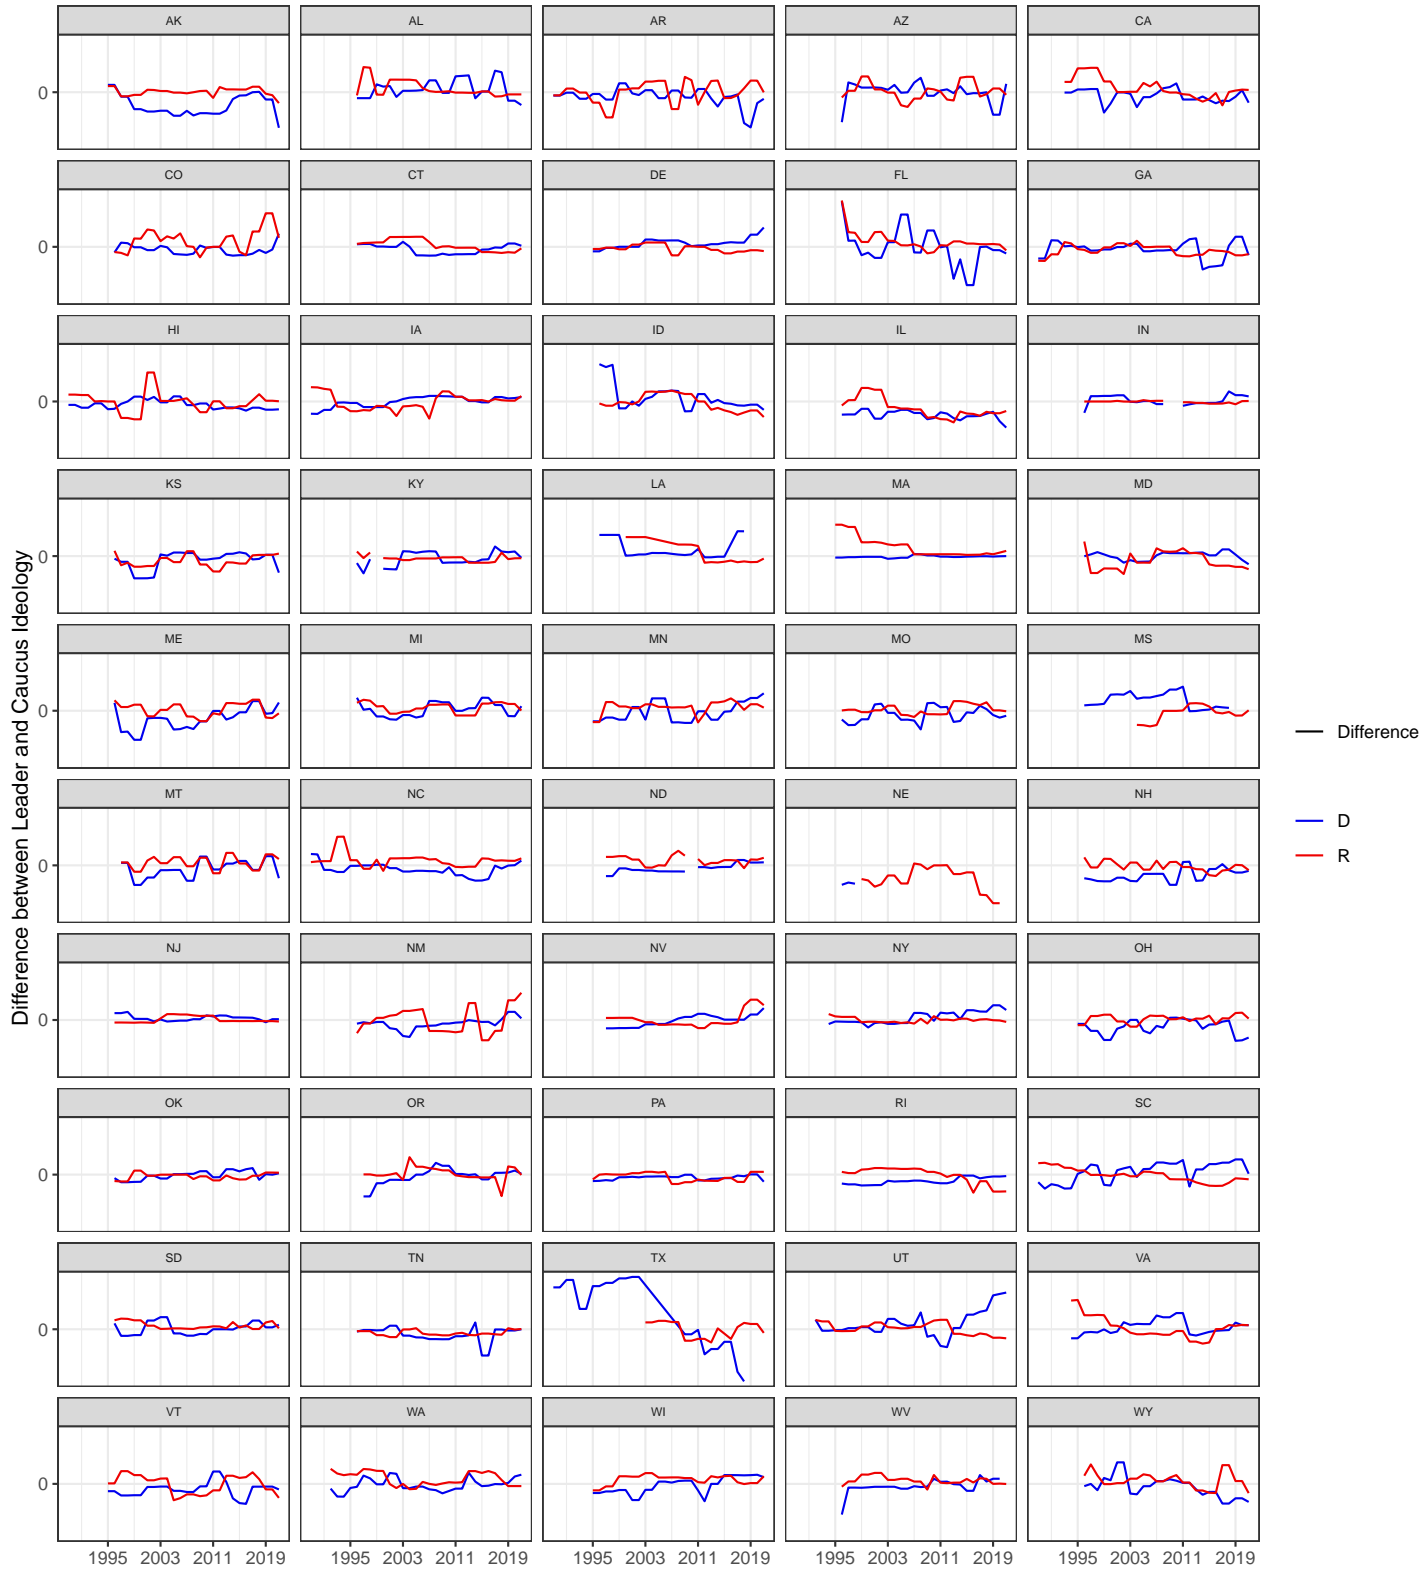 AK AL AR AZ CA
0
CO CT DE FL GA
0
HI IA ID IL IN
0
KS KY LA MA MD
0
ME MI MN MO MS
0
MT NC ND NE NH
0
NJ NM NV NY OH
0
OK OR PA RI SC
0
SD TN TX UT VA
0
VT WA WI WV WY
0
1995 2003 2011 2019 1995 2003 2011 2019 1995 2003 2011 2019 1995 2003 2011 2019 1995 2003 2011 2019
Difference between Leader and Caucus Ideology
Difference
D
R